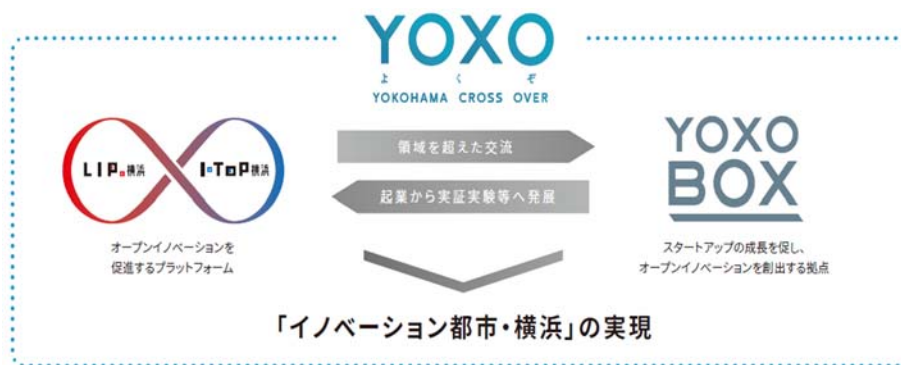 YOXO
よ く ぞ
YOKOHAMA CROSS OVER
LIP.横浜
I・TOP横浜
オープンイノベーションを
促進するプラットフォーム
領域を超えた交流
起業から実証実験等へ発展
YOXO
BOX
スタートアップの成長を促し、
オープンイノベーションを創出する拠点
「イノベーション都市・横浜」の実現